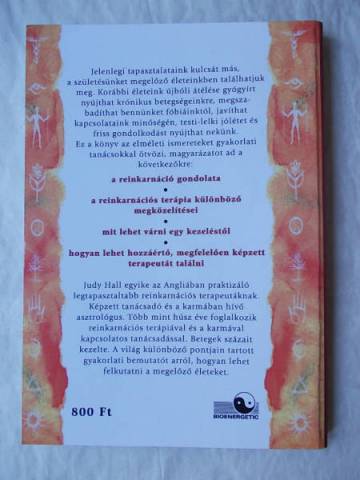 Jelenlegi tapasztalataink kulcsát más,
a születésünket megelőző életeinkben találhatjuk
meg. Korábbi életeink újbóli átélése gyógyírt
nyújthat krónikus betegségeinkre, megsza-
badíthat bennünket fóbiáinktól, javíthat
kapcsolataink minőségén, testi-lelki jólétet és
friss gondolkodást nyújthat nekünk.
Ez a könyv az elméleti ismereteket gyakorlati
tanácsokkal ötvözi, magyarázatot ad a
következőkre:
a reinkarnáció gondolata
•
a reinkarnációs terápia különböző
megközelítései
•
mit lehet várni egy kezeléstől
•
hogyan lehet hozzáértő, megfelelően képzett
terapeutát találni
Judy Hall egyike az Angliában praktizáló
legtapasztaltabb reinkarnációs terapeutáknak.
Képzett tanácsadó és a karmában hívő
asztrológus. Több mint húsz éve foglalkozik
reinkarnációs terápiával és a karmával
kapcsolatos tanácsadással. Betegek százait
kezelte. A világ különböző pontjain tartott
gyakorlati bemutatót arról, hogyan lehet
felkutatni a megelőző életeket.
800 Ft
BIOENERGETIC